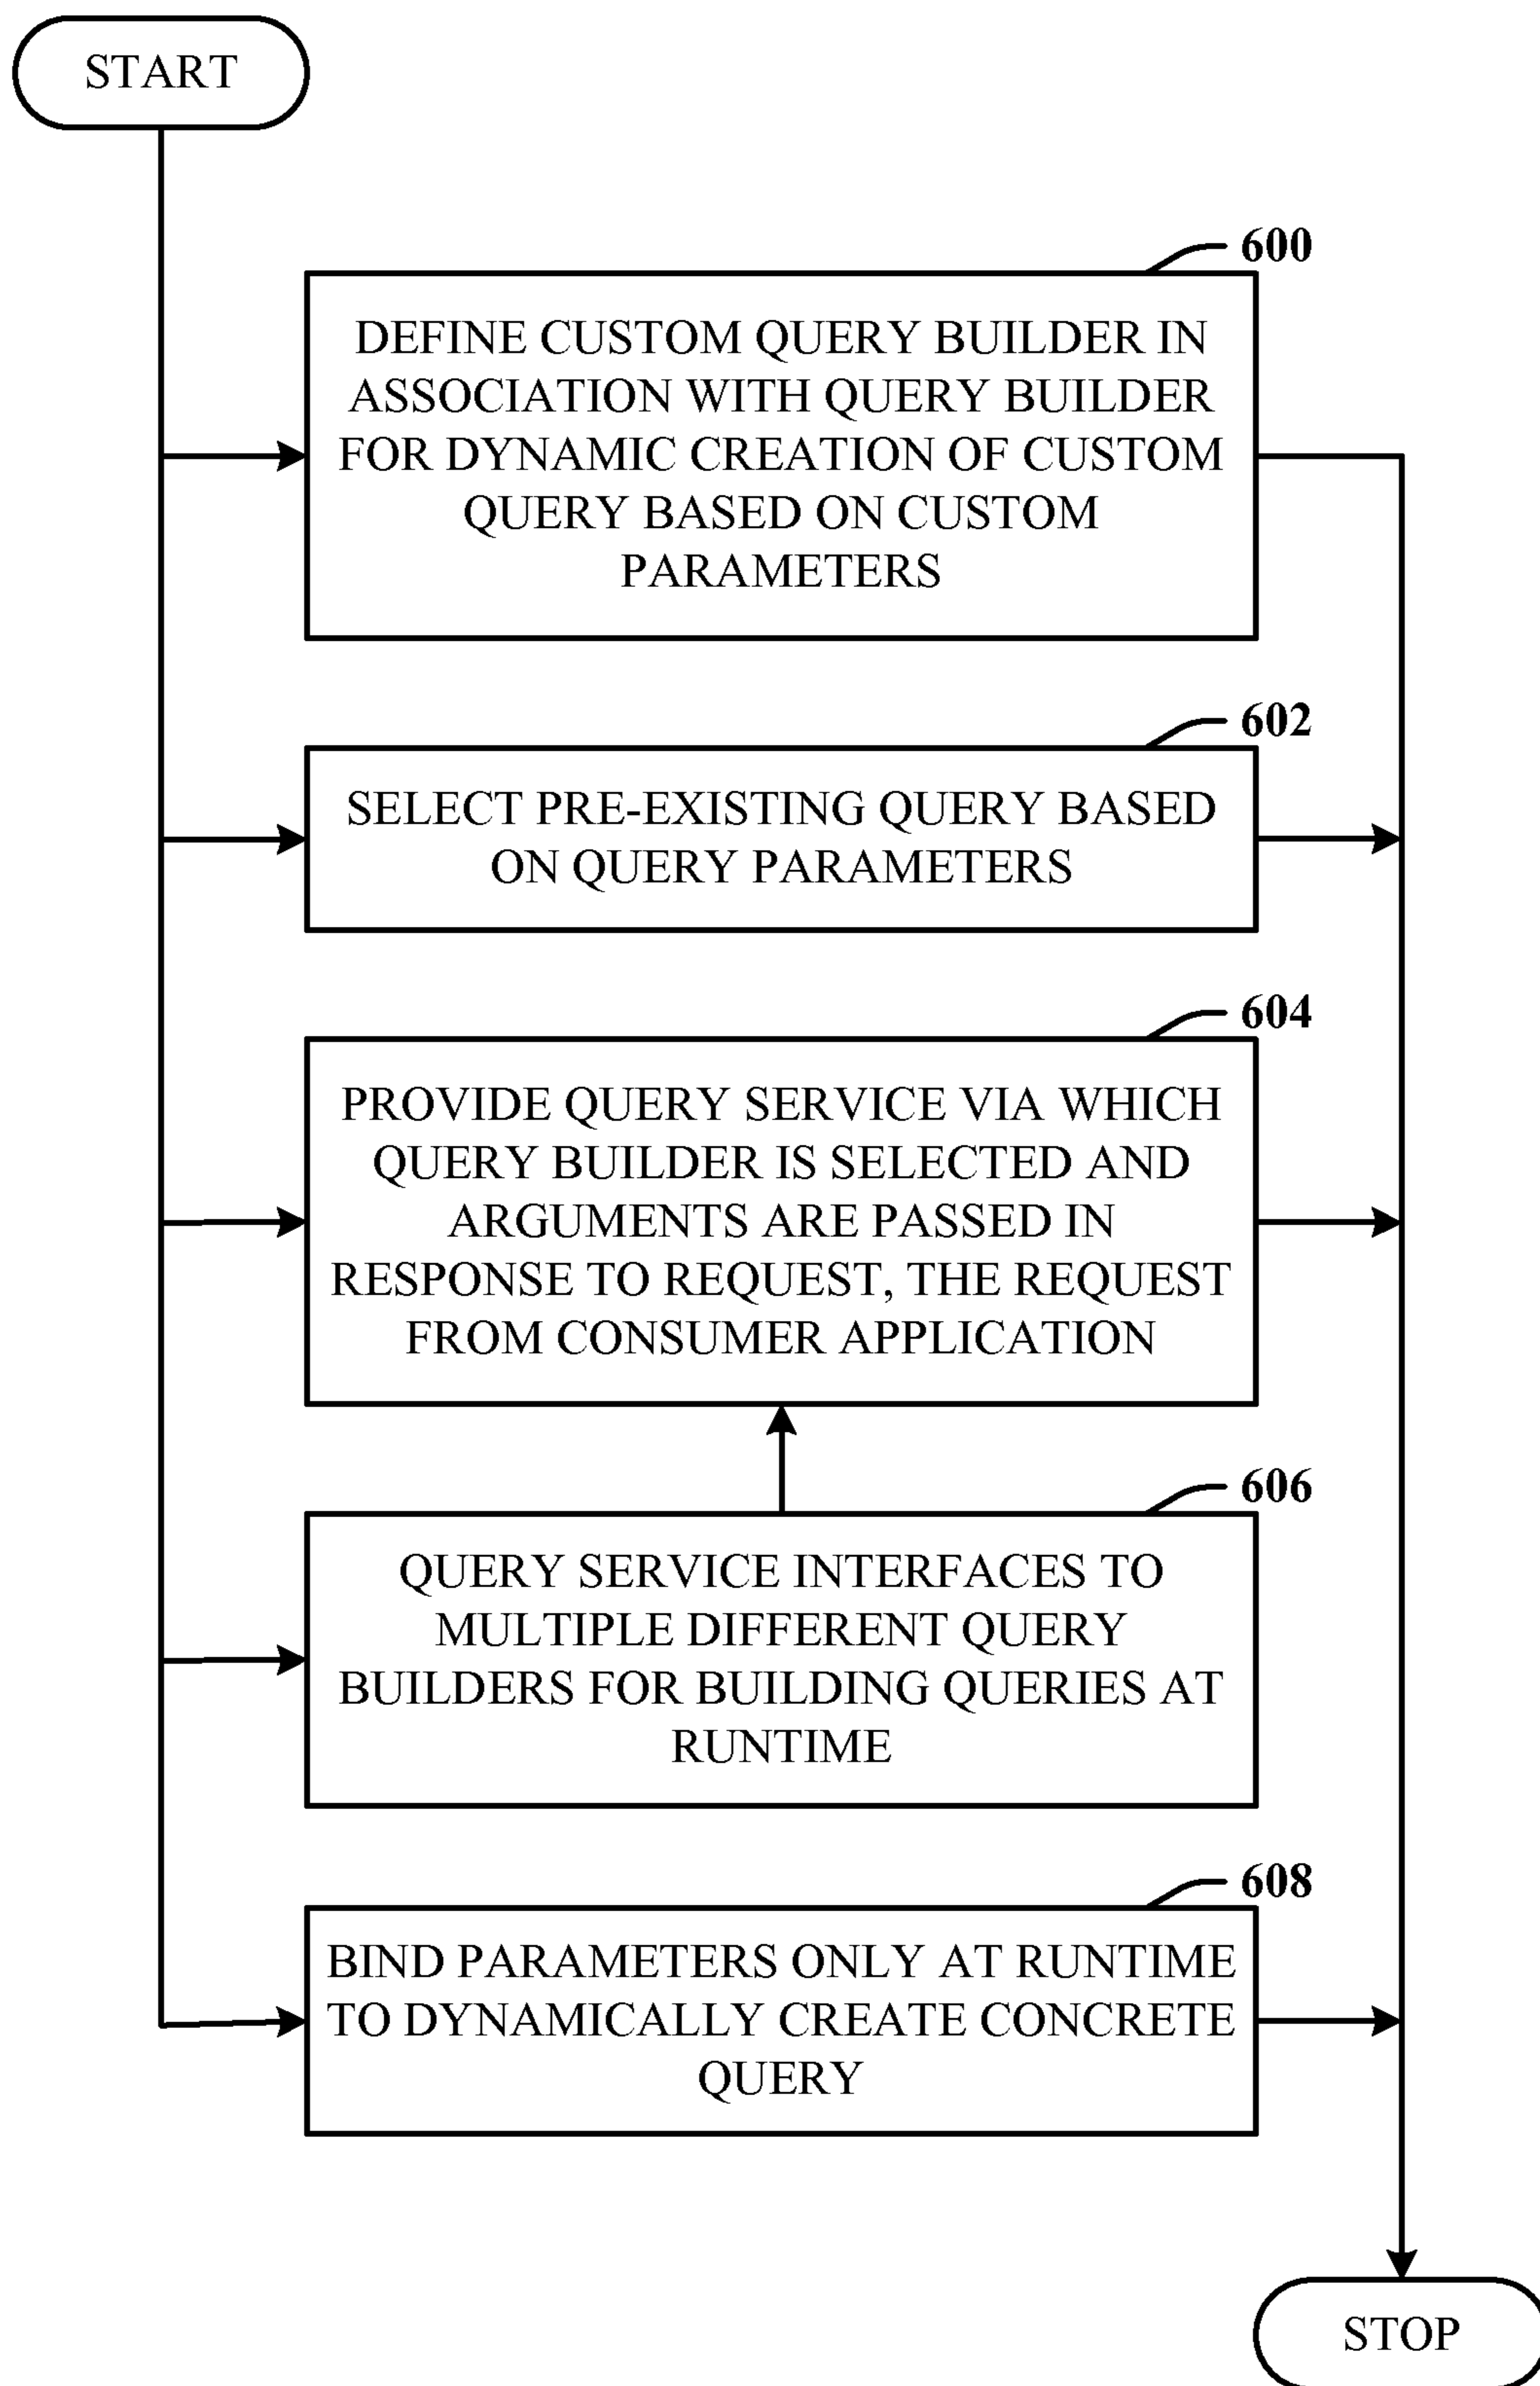 START
600
DEFINE CUSTOM QUERY BUILDER IN
ASSOCIATION WITH QUERY BUILDER
FOR DYNAMIC CREATION OF CUSTOM
QUERY BASED ON CUSTOM
PARAMETERS
602
SELECT PRE-EXISTING QUERY BASED
ON QUERY PARAMETERS
604
PROVIDE QUERY SERVICE VIA WHICH
QUERY BUILDER IS SELECTED AND
ARGUMENTS ARE PASSED IN
RESPONSE TO REQUEST, THE REQUEST
FROM CONSUMER APPLICATION
606
QUERY SERVICE INTERFACES TO
MULTIPLE DIFFERENT QUERY
BUILDERS FOR BUILDING QUERIES AT
RUNTIME
608
BIND PARAMETERS ONLY AT RUNTIME
TO DYNAMICALLY CREATE CONCRETE
QUERY
STOP